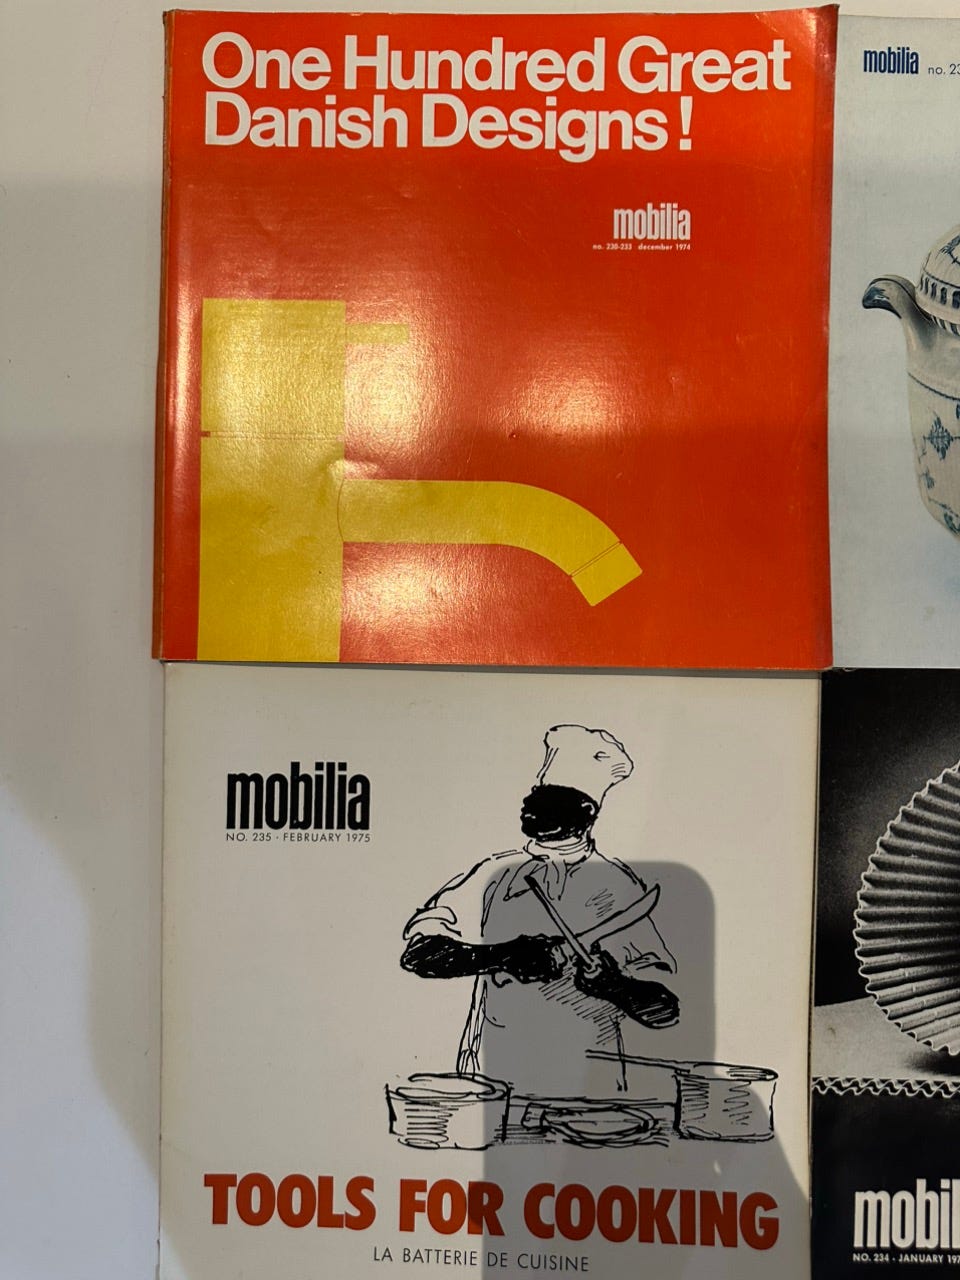 One Hundred Great
Danish Designs !
mobilia
no. 230-233 december 1974
mobilia
mobilia
NO. 235 · FEBRUARY 1975
TOOLS FOR COOKING
LA BATTERIE DE CUISINE
NO. 234 · JANUARY